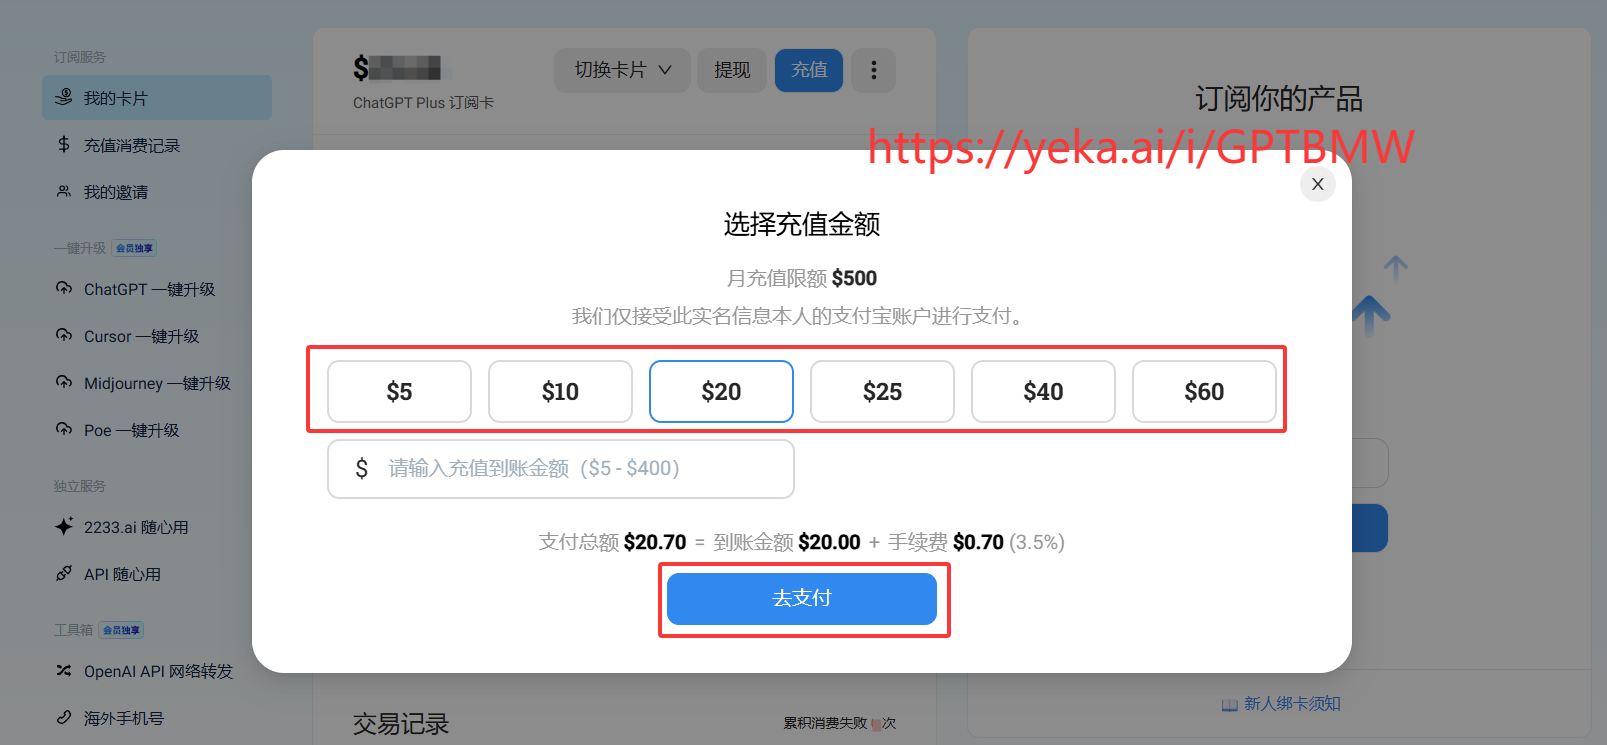 订阅服务
我的卡片
充值消费记录
我的邀请
一键升级 会员独享
ChatGPT 一键升级
Cursor 一键升级
Midjourney 一键升级
Poe 一键升级
独立服务
2233.ai 随心用
API 随心用
工具箱 会员独享
OpenAI API 网络转发
海外手机号
$
ChatGPT Plus 订阅卡
切换卡片
提现
充值
订阅你的产品
https://yeka.ai/i/GPTBMW
X
选择充值金额
月充值限额 $500
我们仅接受此实名信息本人的支付宝账户进行支付。
$5 $10 $20 $25 $40 $60
$ 请输入充值到账金额（$5 - $400）
支付总额 $20.70 = 到账金额 $20.00 + 手续费 $0.70 (3.5%)
去支付
交易记录
累积消费失败 次
新人绑卡须知